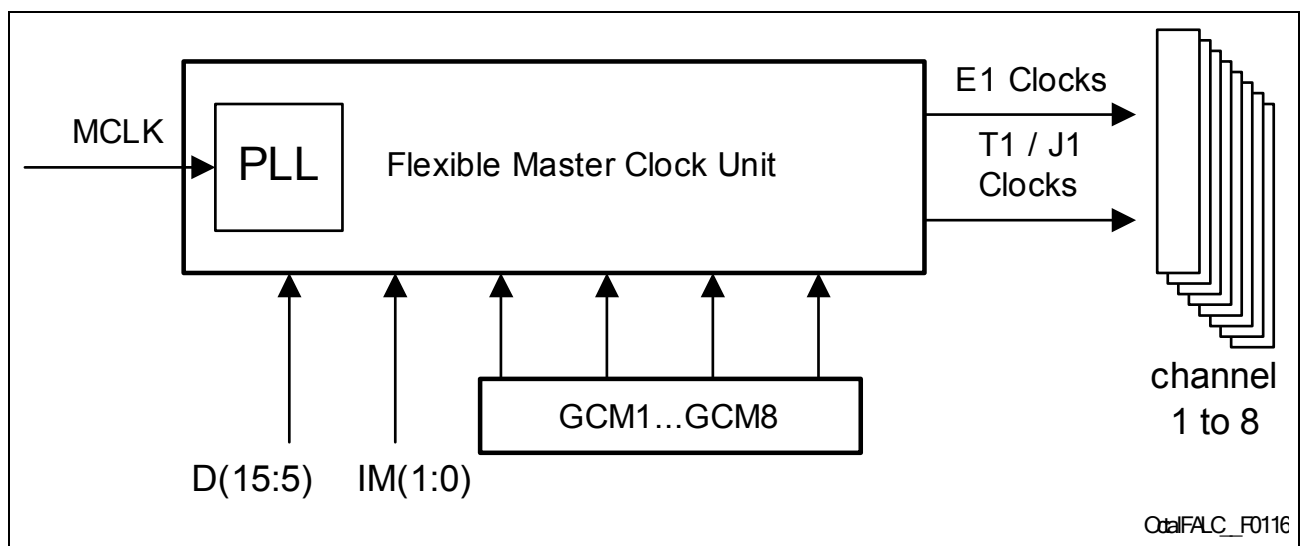 MCLK
PLL
Flexible Master Clock Unit
E1 Clocks
T1 / J1
Clocks
GCM1...GCM8
D(15:5)
IM(1:0)
channel
1 to 8
OctalFALC__F0116